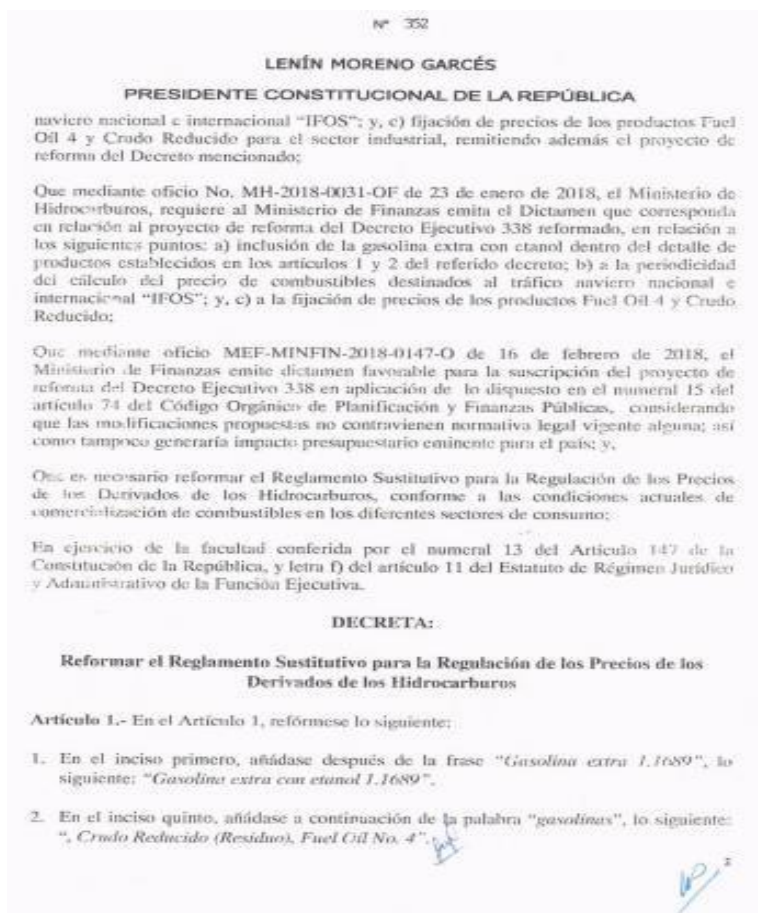 Nº 352
LENÍN MORENO GARCÉS
PRESIDENTE CONSTITUCIONAL DE LA REPÚBLICA
naviero nacional e internacional “IFOS”; y, c) fijación de precios de los productos Fuel
Oil 4 y Crudo Reducido para el sector industrial, remitiendo además el proyecto de
reforma del Decreto mencionado;
Que mediante oficio No. MH-2018-0031-OF de 23 de enero de 2018, el Ministerio de
Hidrocarburos, requiere al Ministerio de Finanzas emita el Dictamen que corresponda
en relación al proyecto de reforma del Decreto Ejecutivo 338 reformado, en relación a
los siguientes puntos: a) inclusión de la gasolina extra con etanol dentro del detalle de
productos establecidos en los artículos 1 y 2 del referido decreto; b) a la periodicidad
del cálculo del precio de combustibles destinados al tráfico naviero nacional e
internacional “IFOS”; y, c) a la fijación de precios de los productos Fuel Oil 4 y Crudo
Reducido;
Que mediante oficio MEF-MINFIN-2018-0147-O de 16 de febrero de 2018, el
Ministerio de Finanzas emite dictamen favorable para la suscripción del proyecto de
reforma del Decreto Ejecutivo 338 en aplicación de lo dispuesto en el numeral 15 del
artículo 74 del Código Orgánico de Planificación y Finanzas Públicas, considerando
que las modificaciones propuestas no contravienen normativa legal vigente alguna; así
como tampoco generaría impacto presupuestario eminente para el país; y,
Que es necesario reformar el Reglamento Sustitutivo para la Regulación de los Precios
de los Derivados de los Hidrocarburos, conforme a las condiciones actuales de
comercialización de combustibles en los diferentes sectores de consumo;
En ejercicio de la facultad conferida por el numeral 13 del Artículo 147 de la
Constitución de la República, y letra f) del artículo 11 del Estatuto de Régimen Jurídico
y Administrativo de la Función Ejecutiva.
DECRETA:
Reformar el Reglamento Sustitutivo para la Regulación de los Precios de los
Derivados de los Hidrocarburos
Artículo 1.- En el Artículo 1, refórmese lo siguiente:
1. En el inciso primero, añádase después de la frase “Gasolina extra 1.1689”, lo
siguiente: “Gasolina extra con etanol 1.1689”.
2. En el inciso quinto, añádase a continuación de la palabra “gasolinas”, lo siguiente:
“, Crudo Reducido (Residuo), Fuel Oil No. 4”.
2